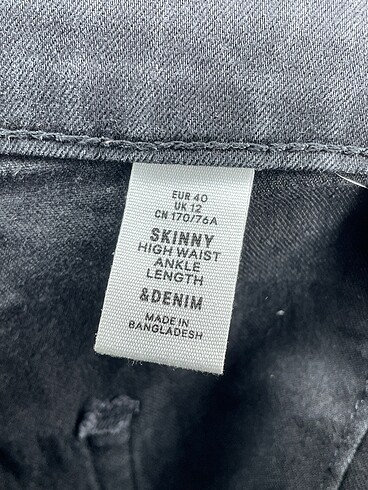 EUR 40
UK 12
CN 170/76A
SKINNY
HIGH WAIST
ANKLE
LENGTH
&DENIM
MADE IN
BANGLADESH